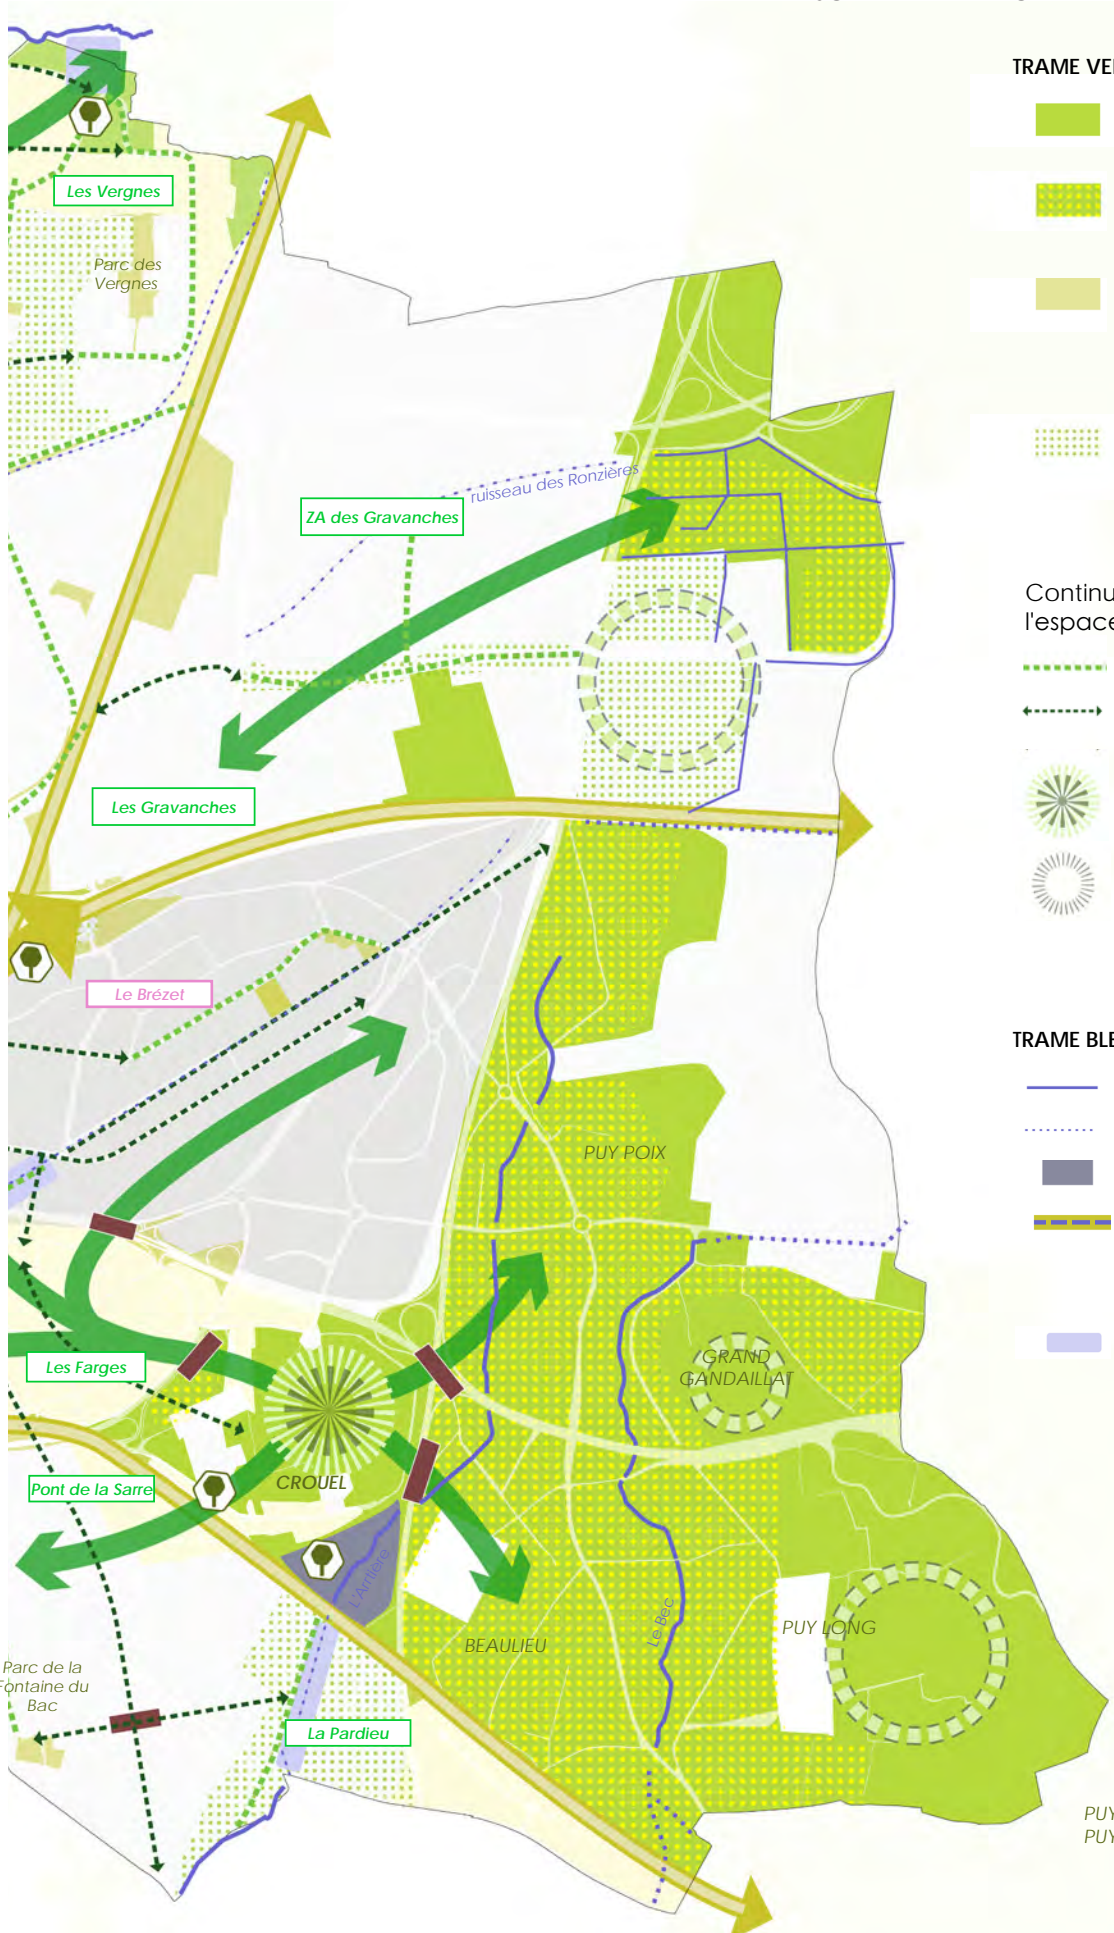 TRAME VE
Les Vergnes
Parc des
Vergnes
ruisseau des Ronzières
ZA des Gravanches
Continu
l'espace
Les Gravanches
Le Brézet
TRAME BLE
PUY POIX
Les Farges
GRAND
GANDAILLAT
CROUEL
Pont de la Sarre
L'Artière
Le Bec
PUY LONG
BEAULIEU
Parc de la
Fontaine du
Bac
La Pardieu
PUY
PUY